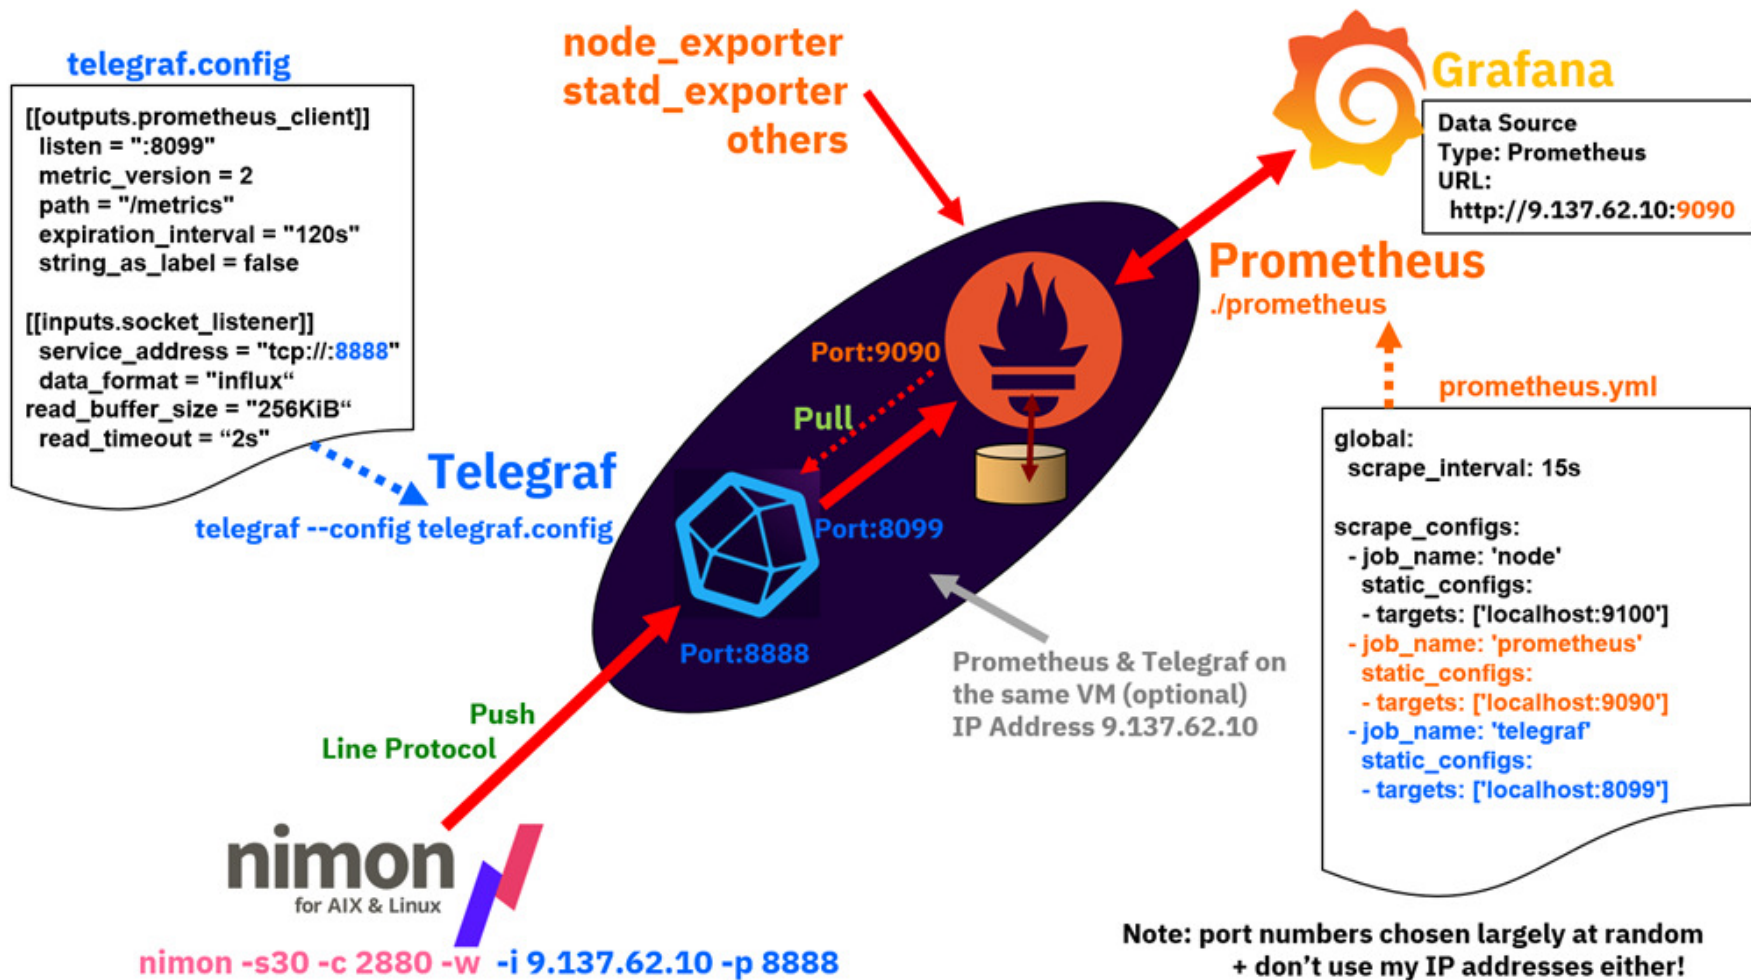 telegraf.config
[[outputs.prometheus_client]]
listen = ":8099"
metric_version = 2
path = "/metrics"
expiration_interval = "120s"
string_as_label = false
[[inputs.socket_listener]]
service_address = "tcp://:8888"
data_format = "influx“
read_buffer_size = "256KiB“
read_timeout = “2s"
Telegraf
telegraf --config telegraf.config
node_exporter
statd_exporter
others
Grafana
Data Source
Type: Prometheus
URL:
http://9.137.62.10:9090
Prometheus
./prometheus
prometheus.yml
global:
scrape_interval: 15s
scrape_configs:
- job_name: 'node'
static_configs:
- targets: ['localhost:9100']
- job_name: 'prometheus'
static_configs:
- targets: ['localhost:9090']
- job_name: 'telegraf'
static_configs:
- targets: ['localhost:8099']
Port:9090
Pull
Port:8099
Port:8888
Prometheus & Telegraf on
the same VM (optional)
IP Address 9.137.62.10
Push
Line Protocol
nimon
for AIX & Linux
nimon -s30 -c 2880 -w -i 9.137.62.10 -p 8888
Note: port numbers chosen largely at random
+ don’t use my IP addresses either!